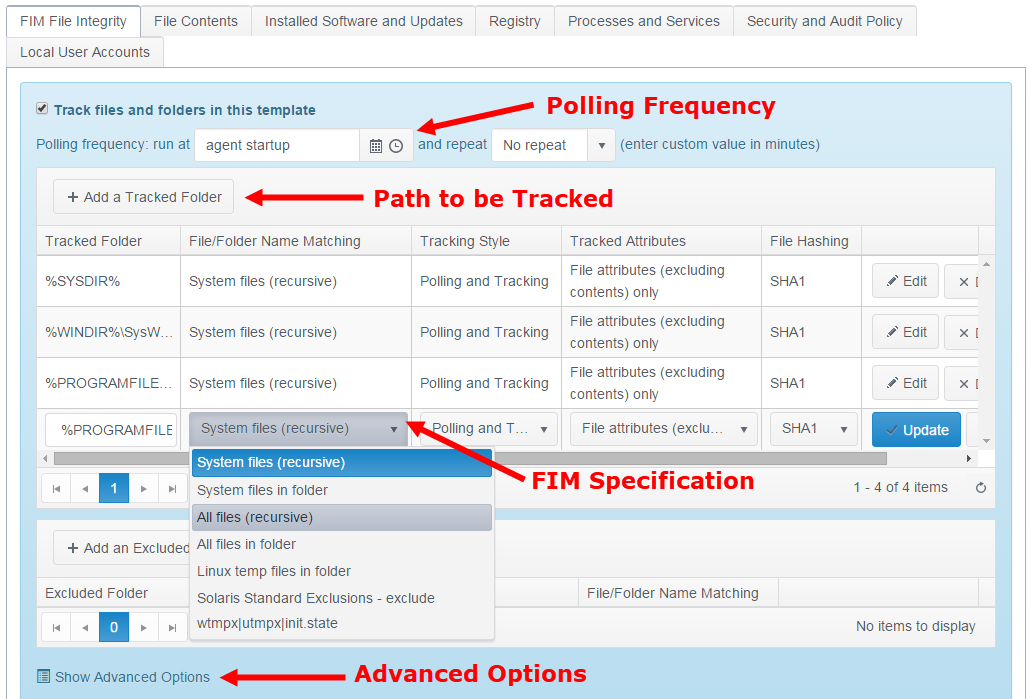 FIM File Integrity File Contents Installed Software and Updates Registry Processes and Services Security and Audit Policy
Local User Accounts
Track files and folders in this template
Polling Frequency
Polling frequency: run at agent startup and repeat No repeat (enter custom value in minutes)
+ Add a Tracked Folder
Path to be Tracked
Tracked Folder File/Folder Name Matching Tracking Style Tracked Attributes File Hashing
%SYSDIR% System files (recursive) Polling and Tracking File attributes (excluding contents) only SHA1 Edit
%WINDIR%\SysW... System files (recursive) Polling and Tracking File attributes (excluding contents) only SHA1 Edit
%PROGRAMFILE... System files (recursive) Polling and Tracking File attributes (excluding contents) only SHA1 Edit
%PROGRAMFILE System files (recursive) Polling and T... File attributes (exclu... SHA1 Update
System files (recursive)
System files in folder
All files (recursive)
All files in folder
Linux temp files in folder
Solaris Standard Exclusions - exclude
wtmpx|utmpx|init.state
FIM Specification
1 1 - 4 of 4 items
+ Add an Excluded
Excluded Folder File/Folder Name Matching
0 No items to display
Show Advanced Options
Advanced Options